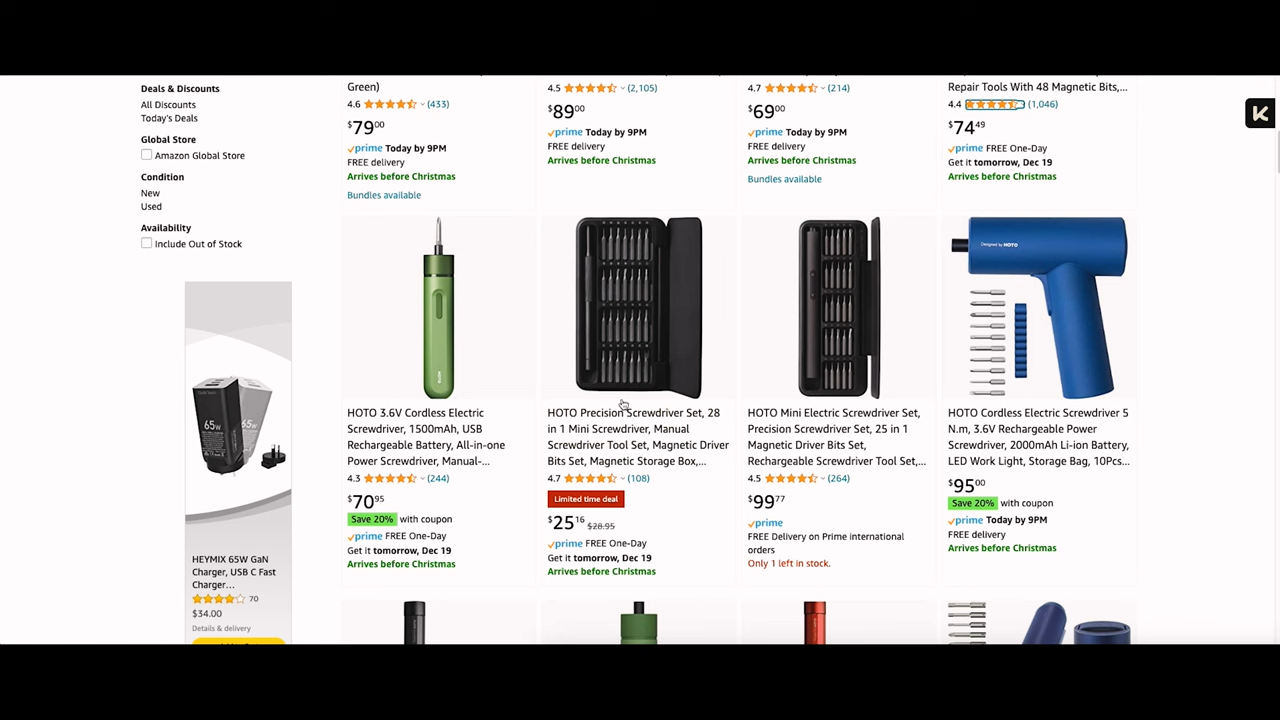 Deals & Discounts
All Discounts
Today's Deals
Global Store
Amazon Global Store
Condition
New
Used
Availability
Include Out of Stock
65W
65W
HEYMIX 65W GaN
Charger, USB C Fast
Charger...
70
$34.00
Details & delivery
Green)
4.6 (433)
$79.00
prime Today by 9PM
FREE delivery
Arrives before Christmas
Bundles available
4.5 (2,105)
$89.00
prime Today by 9PM
FREE delivery
Arrives before Christmas
4.7 (214)
$69.00
prime Today by 9PM
FREE delivery
Arrives before Christmas
Bundles available
Repair Tools With 48 Magnetic Bits,...
4.4 (1,046)
$74.49
prime FREE One-Day
Get it tomorrow, Dec 19
Arrives before Christmas
HOTO
HOTO 3.6V Cordless Electric
Screwdriver, 1500mAh, USB
Rechargeable Battery, All-in-one
Power Screwdriver, Manual-...
4.3 (244)
$70.95
Save 20% with coupon
prime FREE One-Day
Get it tomorrow, Dec 19
Arrives before Christmas
HOTO Precision Screwdriver Set, 28
in 1 Mini Screwdriver, Manual
Screwdriver Tool Set, Magnetic Driver
Bits Set, Magnetic Storage Box,...
4.7 (108)
Limited time deal
$25.16 $28.95
prime FREE One-Day
Get it tomorrow, Dec 19
Arrives before Christmas
HOTO Mini Electric Screwdriver Set,
Precision Screwdriver Set, 25 in 1
Magnetic Driver Bits Set,
Rechargeable Screwdriver Tool Set,...
4.5 (264)
$99.77
prime
FREE Delivery on Prime international
orders
Only 1 left in stock.
Designed by HOTO
HOTO Cordless Electric Screwdriver 5
N.m, 3.6V Rechargeable Power
Screwdriver, 2000mAh Li-ion Battery,
LED Work Light, Storage Bag, 10Pcs...
$95.00
Save 20% with coupon
prime Today by 9PM
FREE delivery
Arrives before Christmas